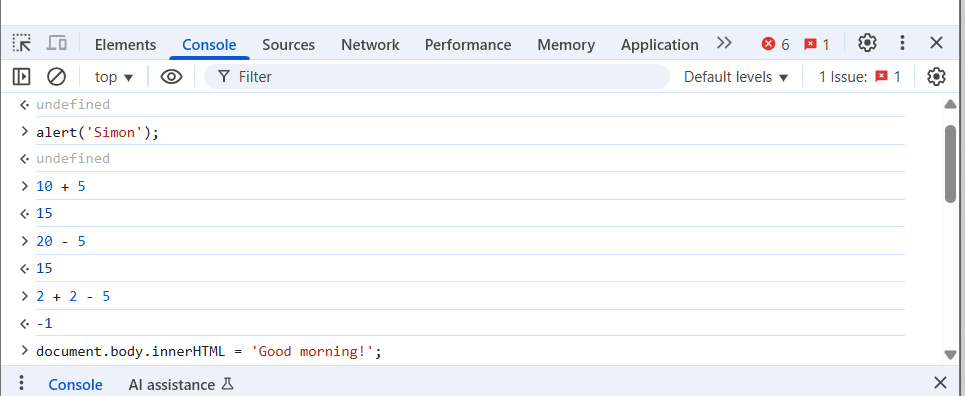 Elements Console Sources Network Performance Memory Application 6 1
top Filter Default levels 1 Issue: 1
undefined
alert('Simon');
undefined
10 + 5
15
20 - 5
15
2 + 2 - 5
-1
document.body.innerHTML = 'Good morning!';
Console AI assistance